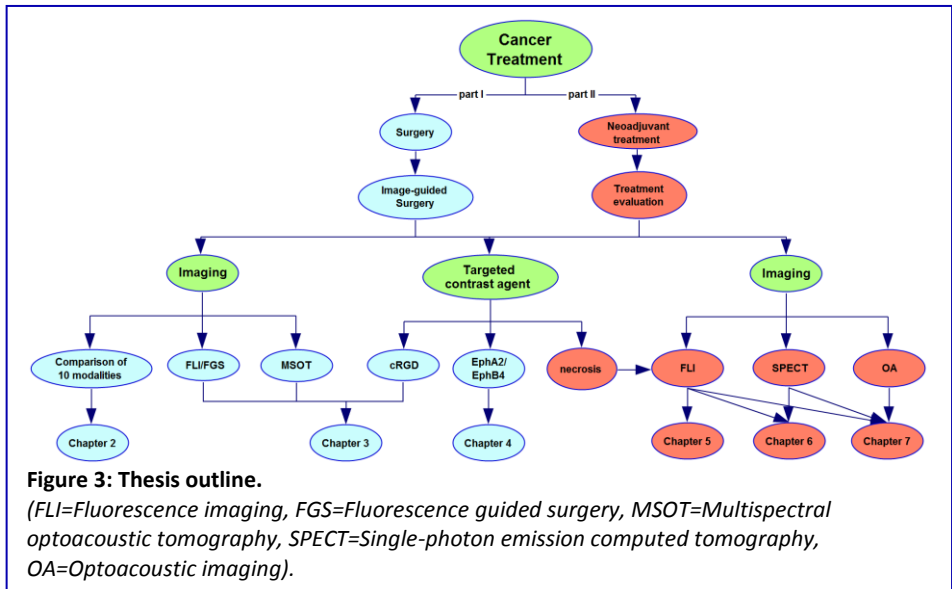 Cancer
Treatment
part I
part II
Surgery
Neoadjuvant
treatment
Image-guided
Surgery
Treatment
evaluation
Imaging
Targeted
contrast agent
Imaging
Comparison of
10 modalities
FLI/FGS
MSOT
cRGD
EphA2/
EphB4
necrosis
FLI
SPECT
OA
Chapter 2
Chapter 3
Chapter 4
Chapter 5
Chapter 6
Chapter 7
Figure 3: Thesis outline.
(FLI=Fluorescence imaging, FGS=Fluorescence guided surgery, MSOT=Multispectral
optoacoustic tomography, SPECT=Single-photon emission computed tomography,
OA=Optoacoustic imaging).